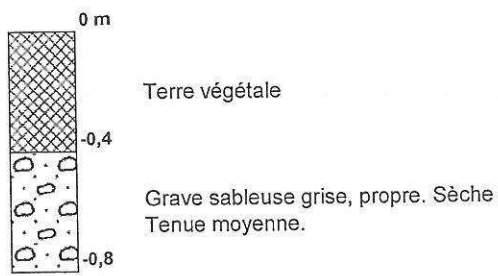 0 m
Terre végétale
-0,4
Grave sableuse grise, propre. Sèche
Tenue moyenne.
-0,8